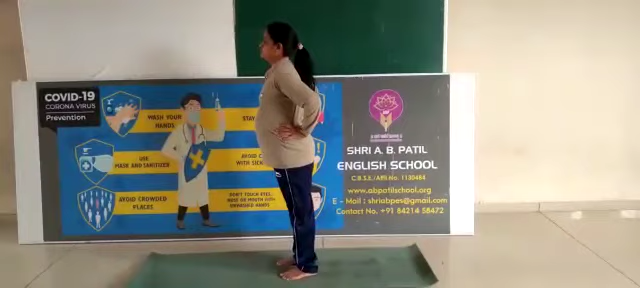 COVID-19
CORONA VIRUS
Prevention
WASH YOUR
HANDS
STAY
USE
MASK AND SANITIZER
AVOID
WITH SICK
AVOID CROWDED
PLACES
DON'T TOUCH EYES,
NOSE OR MOUTH WITH
UNWASHED HANDS
SHRI A. B. PATIL
ENGLISH SCHOOL
C.B.S.E./Affil.No. 1130484
www.abpatilschool.org
E - Mail : shriabpes@gmail.com
Contact No. +91 84214 58472